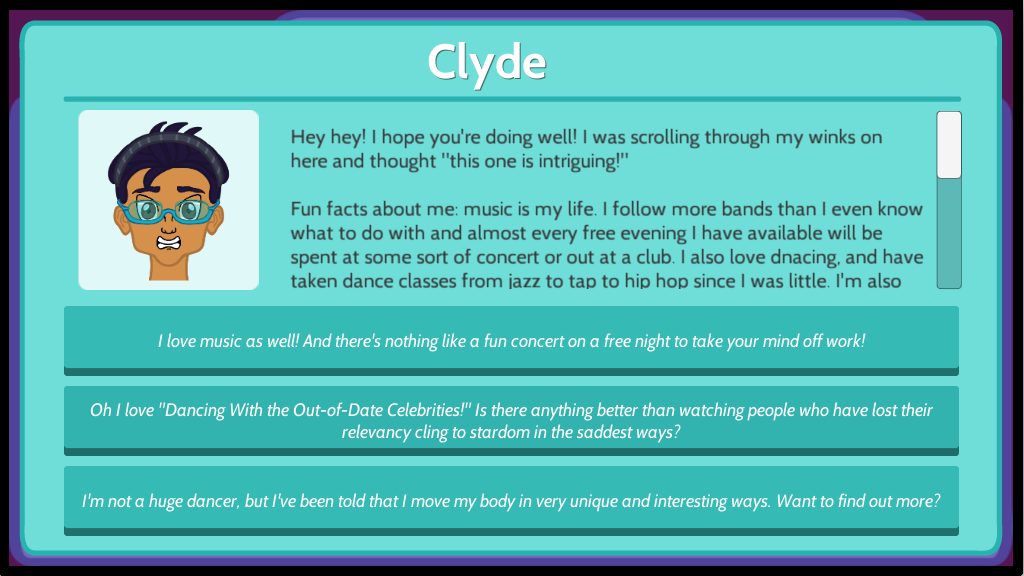 Clyde
Hey hey! I hope you're doing well! I was scrolling through my winks on
here and thought "this one is intriguing!"
Fun facts about me: music is my life. I follow more bands than I even know
what to do with and almost every free evening I have available will be
spent at some sort of concert or out at a club. I also love dnacing, and have
taken dance classes from jazz to tap to hip hop since I was little. I'm also
I love music as well! And there's nothing like a fun concert on a free night to take your mind off work!
Oh I love "Dancing With the Out-of-Date Celebrities!" Is there anything better than watching people who have lost their
relevancy cling to stardom in the saddest ways?
I'm not a huge dancer, but I've been told that I move my body in very unique and interesting ways. Want to find out more?